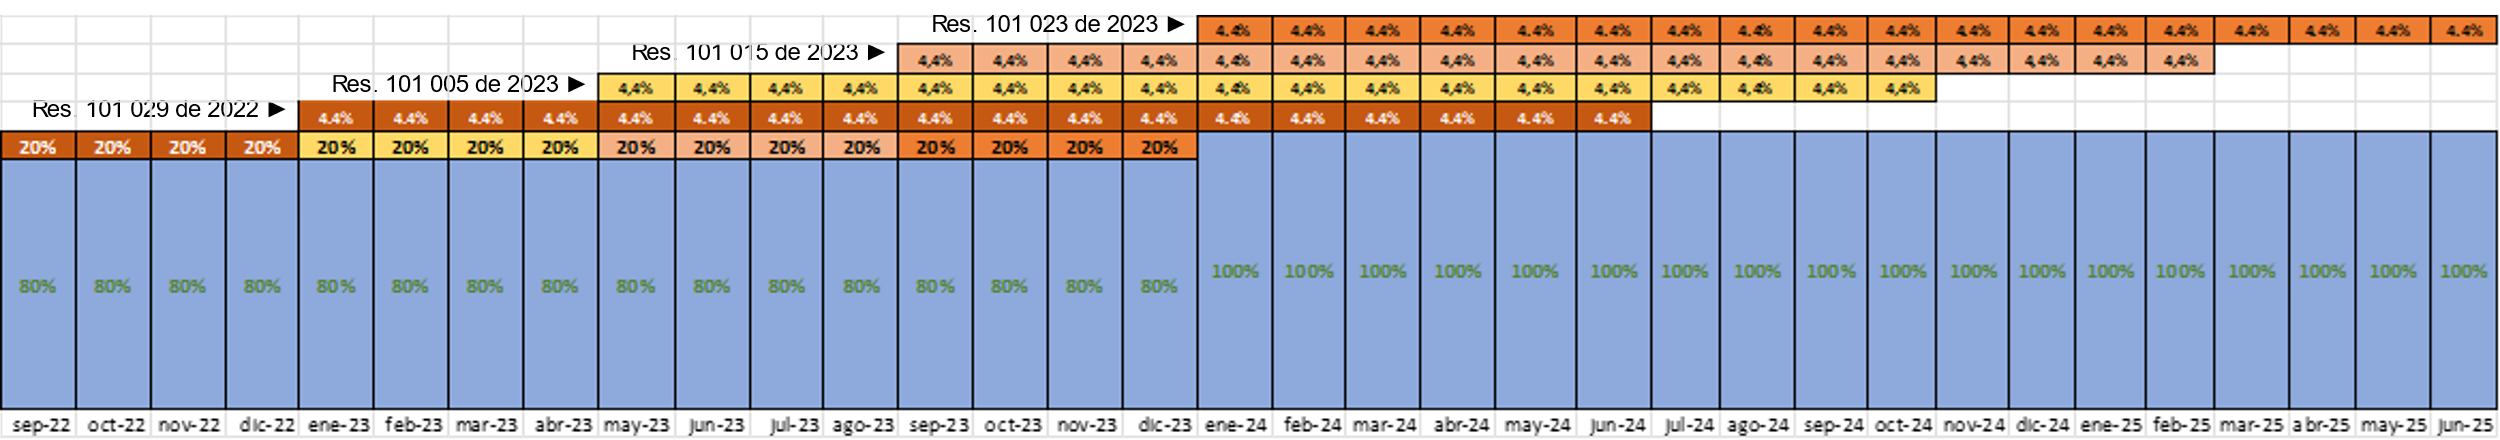 Res. 101 023 de 2023 ► 4.4% 4.4% 4.4% 4.4% 4.4% 4.4% 4.4% 4.4% 4.4% 4.4% 4.4% 4.4% 4.4% 4.4% 4.4% 4.4% 4.4% 4.4%
Res. 101 015 de 2023 ► 4,4% 4,4% 4,4% 4,4% 4,4% 4,4% 4,4% 4,4% 4,4% 4,4% 4,4% 4,4% 4,4% 4,4% 4,4% 4,4% 4,4% 4,4%
Res. 101 005 de 2023 ► 4,4% 4,4% 4,4% 4,4% 4,4% 4,4% 4,4% 4,4% 4,4% 4,4% 4,4% 4,4% 4,4% 4,4% 4,4% 4,4% 4,4% 4,4%
Res. 101 029 de 2022 ► 4.4% 4.4% 4.4% 4.4% 4.4% 4.4% 4.4% 4.4% 4.4% 4.4% 4.4% 4.4% 4.4% 4.4% 4.4% 4.4% 4.4% 4.4%
20% 20% 20% 20% 20% 20% 20% 20% 20% 20% 20% 20% 20% 20% 20% 20%
80% 80% 80% 80% 80% 80% 80% 80% 80% 80% 80% 80% 80% 80% 80% 80% 100% 100% 100% 100% 100% 100% 100% 100% 100% 100% 100% 100% 100% 100% 100% 100% 100% 100%
sep-22 oct-22 nov-22 dic-22 ene-23 feb-23 mar-23 abr-23 may-23 jun-23 jul-23 ago-23 sep-23 oct-23 nov-23 dic-23 ene-24 feb-24 mar-24 abr-24 may-24 jun-24 jul-24 ago-24 sep-24 oct-24 nov-24 dic-24 ene-25 feb-25 mar-25 abr-25 may-25 jun-25